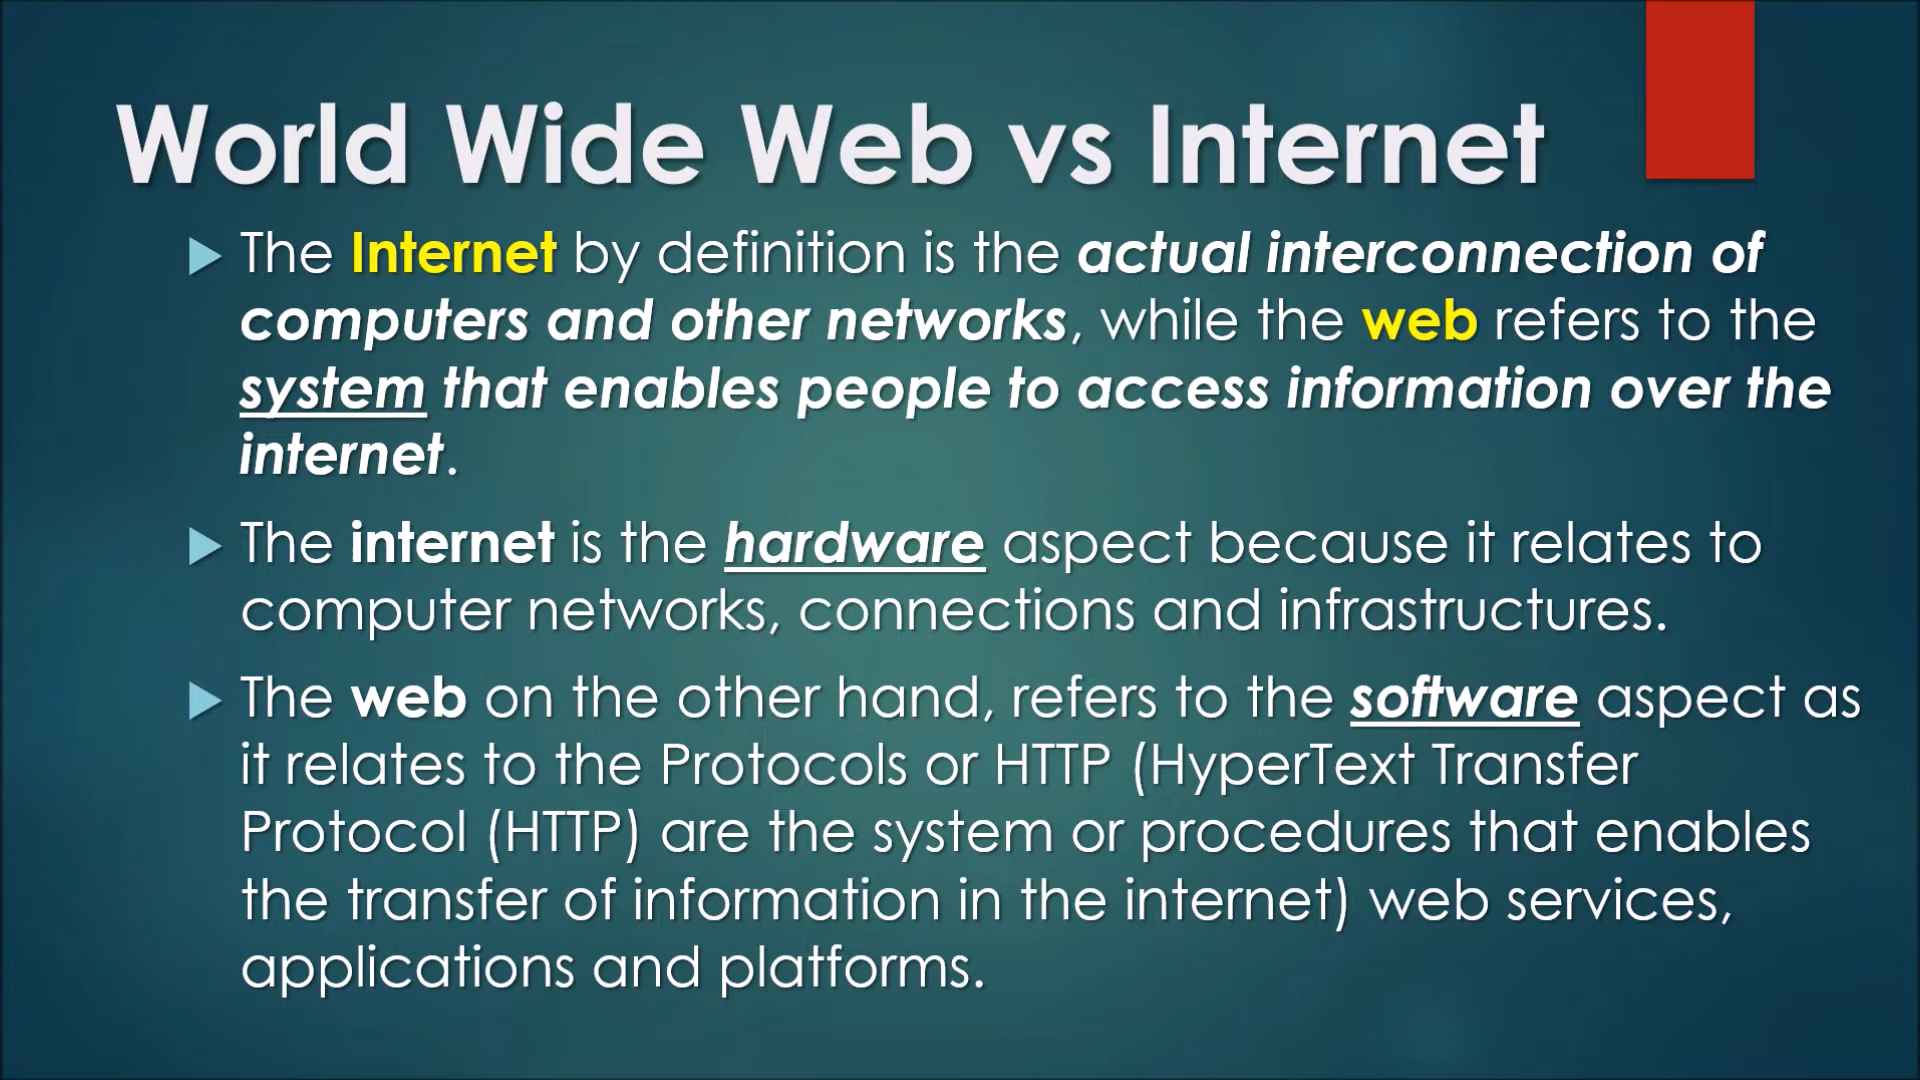 World Wide Web vs Internet
The Internet by definition is the actual interconnection of
computers and other networks, while the web refers to the
system that enables people to access information over the
internet.
The internet is the hardware aspect because it relates to
computer networks, connections and infrastructures.
The web on the other hand, refers to the software aspect as
it relates to the Protocols or HTTP (HyperText Transfer
Protocol (HTTP) are the system or procedures that enables
the transfer of information in the internet) web services,
applications and platforms.